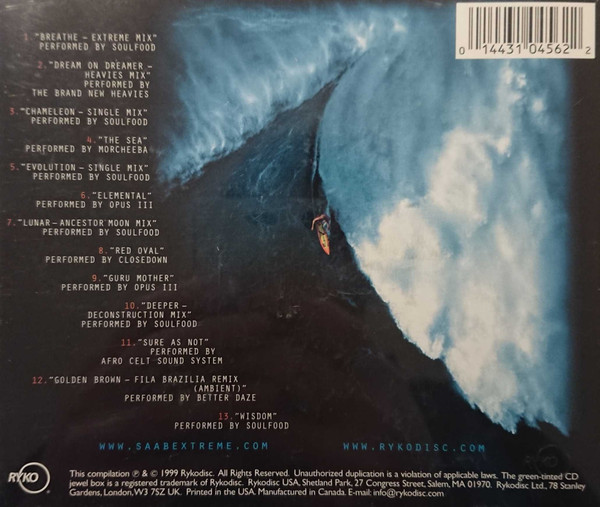 0 14431 04562 2
1. "BREATHE – EXTREME MIX"
PERFORMED BY SOULFOOD
2. "DREAM ON DREAMER –
HEAVIES MIX"
PERFORMED BY
THE BRAND NEW HEAVIES
3. "CHAMELEON – SINGLE MIX"
PERFORMED BY SOULFOOD
4. "THE SEA"
PERFORMED BY MORCHEEBA
5. "EVOLUTION – SINGLE MIX"
PERFORMED BY SOULFOOD
6. "ELEMENTAL"
PERFORMED BY OPUS III
7. "LUNAR – ANCESTOR MOON MIX"
PERFORMED BY SOULFOOD
8. "RED OVAL"
PERFORMED BY CLOSEDOWN
9. "GURU MOTHER"
PERFORMED BY OPUS III
10. "DEEPER –
DECONSTRUCTION MIX"
PERFORMED BY SOULFOOD
11. "SURE AS NOT"
PERFORMED BY
AFRO CELT SOUND SYSTEM
12. "GOLDEN BROWN – FILA BRAZILIA REMIX
(AMBIENT)"
PERFORMED BY BETTER DAZE
13. "WISDOM"
PERFORMED BY SOULFOOD
WWW.SAABEXTREME.COM
WWW.RYKODISC.COM
RYKO
This compilation ℗ & © 1999 Rykodisc. All Rights Reserved. Unauthorized duplication is a violation of applicable laws. The green-tinted CD
jewel box is a registered trademark of Rykodisc. Rykodisc USA, Shetland Park, 27 Congress Street, Salem, MA 01970. Rykodisc Ltd., 78 Stanley
Gardens, London, W3 7SZ UK. Printed in the USA. Manufactured in Canada. E-mail: info@rykodisc.com